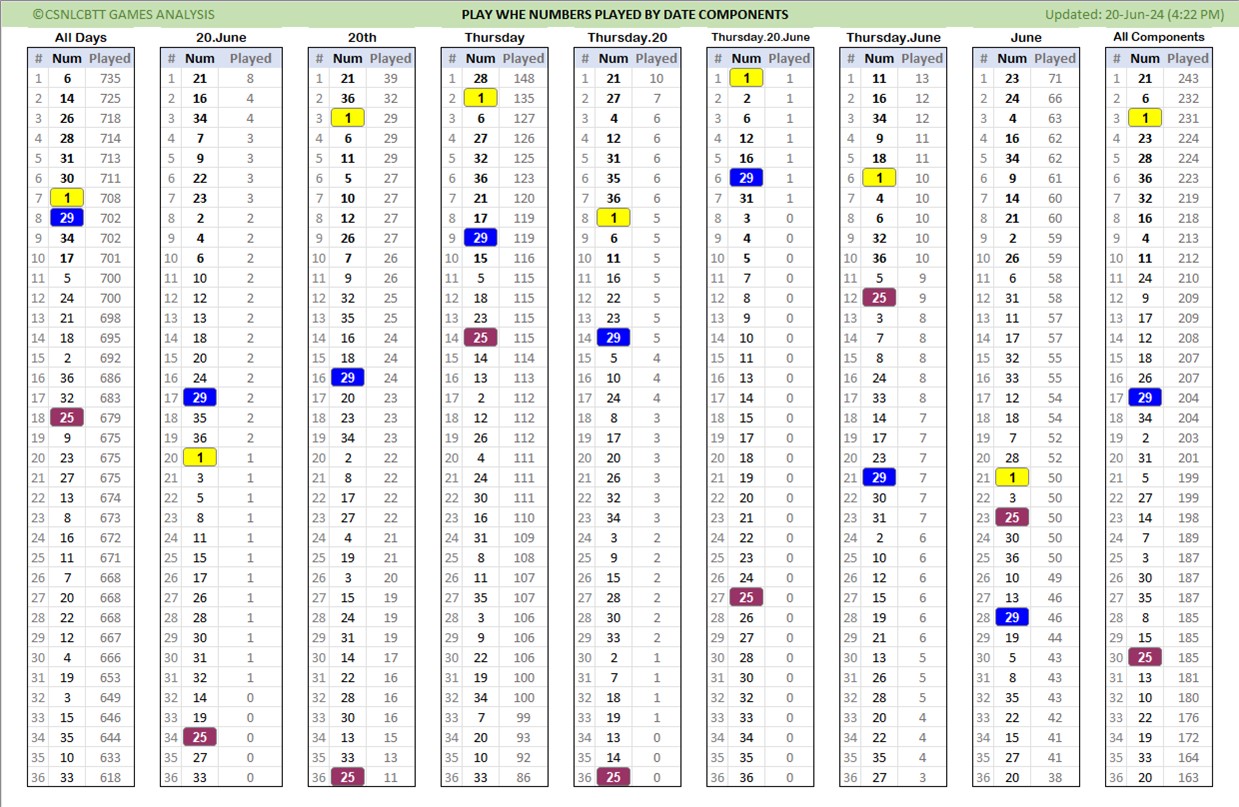 ©CSNLCBTT GAMES ANALYSIS PLAY WHE NUMBERS PLAYED BY DATE COMPONENTS Updated: 20-Jun-24 (4:22 PM)
All Days 20.June 20th Thursday Thursday.20 Thursday.20.June Thursday.June June All Components
# Num Played # Num Played # Num Played # Num Played # Num Played # Num Played # Num Played # Num Played # Num Played
1 6 735 1 21 8 1 21 39 1 28 148 1 21 10 1 1 1 1 11 13 1 23 71 1 21 243
2 14 725 2 16 4 2 36 32 2 1 135 2 27 7 2 2 1 2 16 12 2 24 66 2 6 232
3 26 718 3 34 4 3 1 29 3 6 127 3 4 6 3 6 1 3 34 12 3 4 63 3 1 231
4 28 714 4 7 3 4 6 29 4 27 126 4 12 6 4 12 1 4 9 11 4 16 62 4 23 224
5 31 713 5 9 3 5 11 29 5 32 125 5 31 6 5 16 1 5 18 11 5 34 62 5 28 224
6 30 711 6 22 3 6 5 27 6 36 123 6 35 6 6 29 1 6 1 10 6 9 61 6 36 223
7 1 708 7 23 3 7 10 27 7 21 120 7 36 6 7 31 1 7 4 10 7 14 60 7 32 219
8 29 702 8 2 2 8 12 27 8 17 119 8 1 5 8 3 0 8 6 10 8 21 60 8 16 218
9 34 702 9 4 2 9 26 27 9 29 119 9 6 5 9 4 0 9 32 10 9 2 59 9 4 213
10 17 701 10 6 2 10 7 26 10 15 116 10 11 5 10 5 0 10 36 10 10 26 59 10 11 212
11 5 700 11 10 2 11 9 26 11 5 115 11 16 5 11 7 0 11 5 9 11 6 58 11 24 210
12 24 700 12 12 2 12 32 25 12 18 115 12 22 5 12 8 0 12 25 9 12 31 58 12 9 209
13 21 698 13 13 2 13 35 25 13 23 115 13 23 5 13 9 0 13 3 8 13 11 57 13 17 209
14 18 695 14 18 2 14 16 24 14 25 115 14 29 5 14 10 0 14 7 8 14 17 57 14 12 208
15 2 692 15 20 2 15 18 24 15 14 114 15 5 4 15 11 0 15 8 8 15 32 55 15 18 207
16 36 686 16 24 2 16 29 24 16 13 113 16 10 4 16 13 0 16 24 8 16 33 55 16 26 207
17 32 683 17 29 2 17 20 23 17 2 112 17 24 4 17 14 0 17 33 8 17 12 54 17 29 204
18 25 679 18 35 2 18 23 23 18 12 112 18 8 3 18 15 0 18 14 7 18 18 54 18 34 204
19 9 675 19 36 2 19 34 23 19 26 112 19 17 3 19 17 0 19 17 7 19 7 52 19 2 203
20 23 675 20 1 1 20 2 22 20 4 111 20 20 3 20 18 0 20 23 7 20 28 52 20 31 201
21 27 675 21 3 1 21 8 22 21 24 111 21 26 3 21 19 0 21 29 7 21 1 50 21 5 199
22 13 674 22 5 1 22 17 22 22 30 111 22 32 3 22 20 0 22 30 7 22 3 50 22 27 199
23 8 673 23 8 1 23 27 22 23 16 110 23 34 3 23 21 0 23 31 7 23 25 50 23 14 198
24 16 672 24 11 1 24 4 21 24 31 109 24 3 2 24 22 0 24 2 6 24 30 50 24 7 189
25 11 671 25 15 1 25 19 21 25 8 108 25 9 2 25 23 0 25 10 6 25 36 50 25 3 187
26 7 668 26 17 1 26 3 20 26 11 107 26 15 2 26 24 0 26 12 6 26 10 49 26 30 187
27 20 668 27 26 1 27 15 19 27 35 107 27 28 2 27 25 0 27 15 6 27 13 46 27 35 187
28 22 668 28 28 1 28 24 19 28 3 106 28 30 2 28 26 0 28 19 6 28 29 46 28 8 185
29 12 667 29 30 1 29 31 19 29 9 106 29 33 2 29 27 0 29 21 6 29 19 44 29 15 185
30 4 666 30 31 1 30 14 17 30 22 106 30 2 1 30 28 0 30 13 5 30 5 43 30 25 185
31 19 653 31 32 1 31 22 16 31 19 100 31 7 1 31 30 0 31 26 5 31 8 43 31 13 181
32 3 649 32 14 0 32 28 16 32 34 100 32 18 1 32 32 0 32 28 5 32 35 43 32 10 180
33 15 646 33 19 0 33 30 16 33 7 99 33 19 1 33 33 0 33 20 4 33 22 42 33 22 176
34 35 644 34 25 0 34 13 15 34 20 93 34 13 0 34 34 0 34 22 4 34 15 41 34 19 172
35 10 633 35 27 0 35 33 13 35 10 92 35 14 0 35 35 0 35 35 4 35 27 41 35 33 164
36 33 618 36 33 0 36 25 11 36 33 86 36 25 0 36 36 0 36 27 3 36 20 38 36 20 163